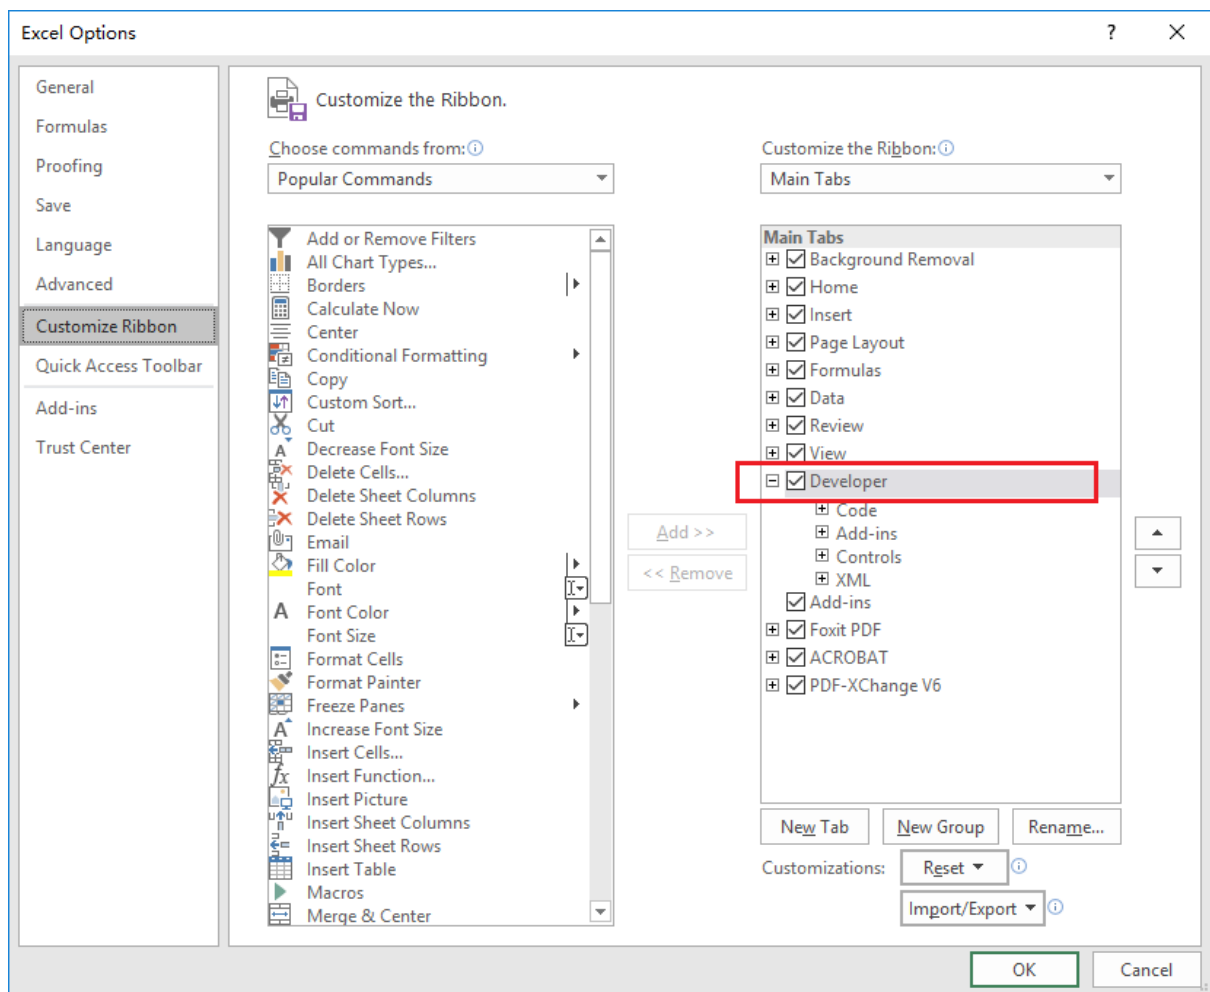 Excel Options
?
General
Formulas
Proofing
Save
Language
Advanced
Customize Ribbon
Quick Access Toolbar
Add-ins
Trust Center
Customize the Ribbon.
Choose commands from:
Popular Commands
Add or Remove Filters
All Chart Types...
Borders
Calculate Now
Center
Conditional Formatting
Copy
Custom Sort...
Cut
Decrease Font Size
Delete Cells...
Delete Sheet Columns
Delete Sheet Rows
Email
Fill Color
Font
Font Color
Font Size
Format Cells
Format Painter
Freeze Panes
Increase Font Size
Insert Cells...
Insert Function...
Insert Picture
Insert Sheet Columns
Insert Sheet Rows
Insert Table
Macros
Merge & Center
Add >>
<< Remove
Customize the Ribbon:
Main Tabs
Main Tabs
Background Removal
Home
Insert
Page Layout
Formulas
Data
Review
View
Developer
Code
Add-ins
Controls
XML
Add-ins
Foxit PDF
ACROBAT
PDF-XChange V6
New Tab
New Group
Rename...
Customizations:
Reset
Import/Export
OK
Cancel